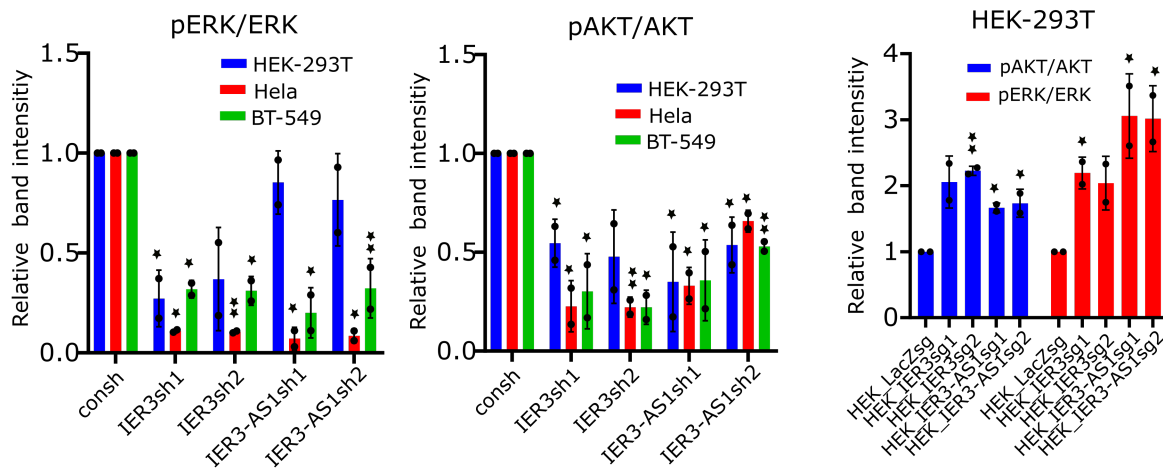 pERK/ERK
Relative band intensitiy
1.5
1.0
0.5
0.0
HEK-293T
Hela
BT-549
consh
IER3sh1
IER3sh2
IER3-AS1sh1
IER3-AS1sh2
pAKT/AKT
Relative band intensity
1.5
1.0
0.5
0.0
HEK-293T
Hela
BT-549
consh
IER3sh1
IER3sh2
IER3-AS1sh1
IER3-AS1sh2
HEK-293T
Relative band intensity
4
3
2
1
0
pAKT/AKT
pERK/ERK
HEK_LacZsg
HEK_IER3sg1
HEK_IER3sg2
HEK_IER3-AS1sg1
HEK_IER3-AS1sg2
HEK_LacZsg
HEK_IER3sg1
HEK_IER3sg2
HEK_IER3-AS1sg1
HEK_IER3-AS1sg2